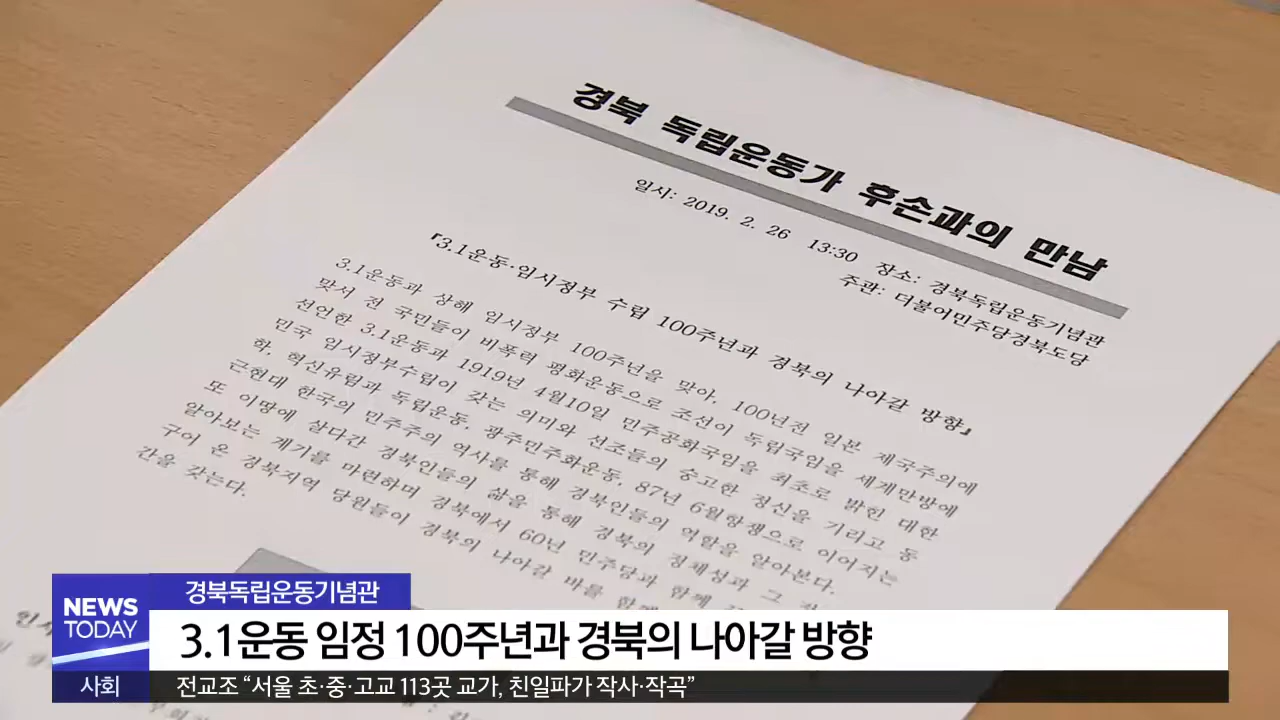 경북 독립운동가 후손과의 만남
일시: 2019. 2. 26 13:30 장소: 경북독립운동기념관
주관: 더불어민주당경북도당
『3.1운동·임시정부 수립 100주년과 경북의 나아갈 방향』
3.1운동과 상해 임시정부 100주년을 맞아, 100년전 일본 제국주의에
맞서 전 국민들이 비폭력 평화운동으로 조선이 독립국임을 세계만방에
선언한 3.1운동과 1919년 4월10일 민주공화국임을 최초로 밝힌 대한
민국 임시정부수립이 갖는 의미와 선조들의 숭고한 정신을 기리고 동
학, 혁신유림과 독립운동, 광주민주화운동, 87년 6월항쟁으로 이어지는
근현대 한국의 민주주의 역사를 통해 경북인들의 역할을 알아본다.
또 이땅에 살다간 경북인들의 삶을 통해 경북의 정체성과 그
알아보는 계기를 마련하며 경북에서 60년 민주당과 함께
구어 온 경북지역 당원들이 경북의 나아갈 바를 함께
간을 갖는다.
경북독립운동기념관
NEWS
TODAY
3.1운동 임정 100주년과 경북의 나아갈 방향
사회
전교조 “서울 초·중·고교 113곳 교가, 친일파가 작사·작곡”